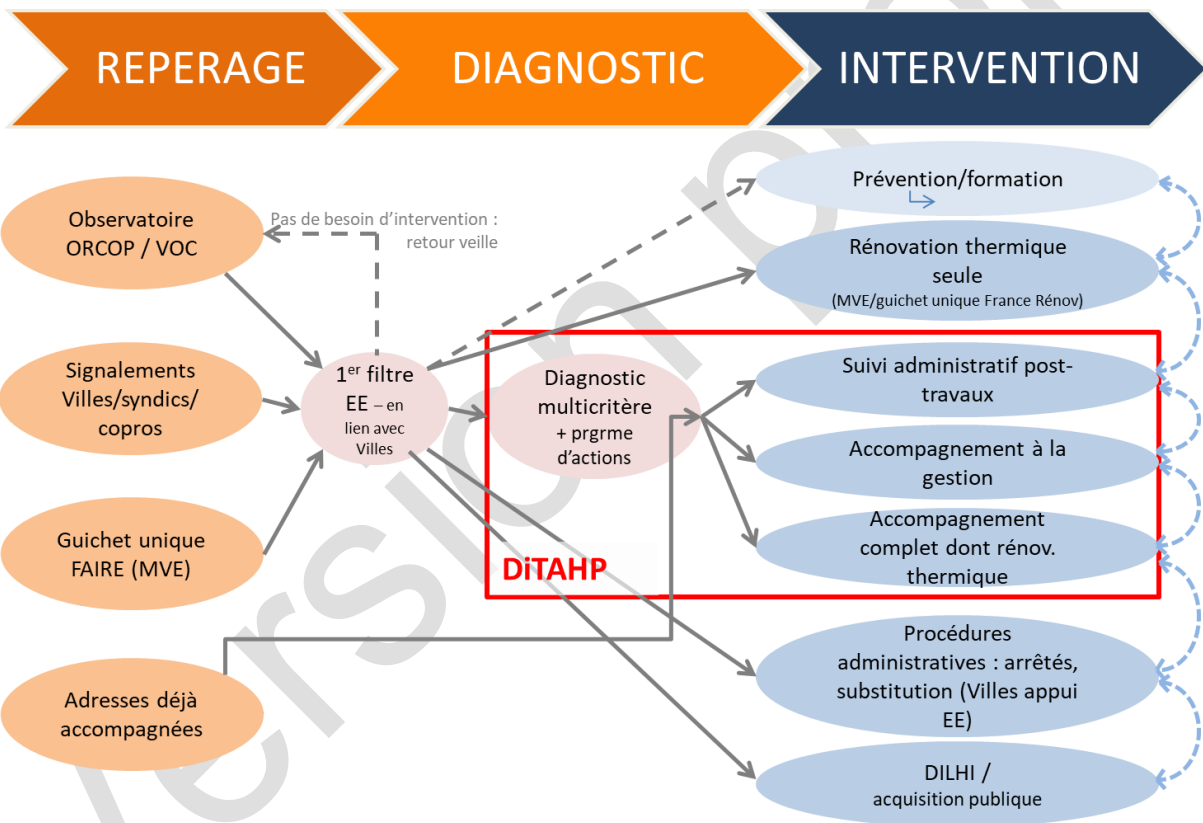 REPERAGE
DIAGNOSTIC
INTERVENTION
Observatoire
ORCOP / VOC
Pas de besoin d'intervention :
retour veille
Signalements
Villes/syndics/
copros
Guichet unique
FAIRE (MVE)
Adresses déjà
accompagnées
1er filtre
EE – en
lien avec
Villes
Diagnostic
multicritère
+ prgrme
d'actions
DiTAHP
Prévention/formation
Rénovation thermique
seule
(MVE/guichet unique France Rénov)
Suivi administratif post-
travaux
Accompagnement à la
gestion
Accompagnement
complet dont rénov.
thermique
Procédures
administratives : arrêtés,
substitution (Villes appui
EE)
DILHI /
acquisition publique